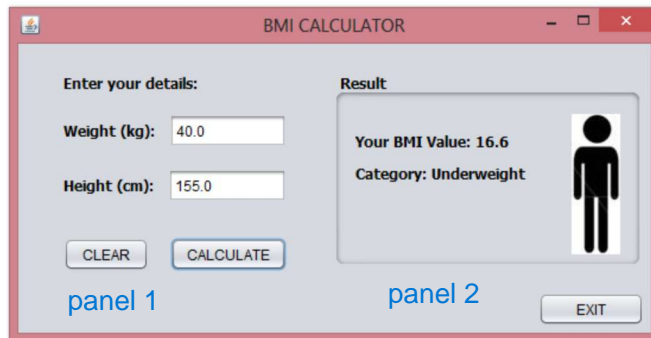 BMI CALCULATOR
Enter your details:
Weight (kg): 40.0
Height (cm): 155.0
CLEAR CALCULATE
panel 1
Result
Your BMI Value: 16.6
Category: Underweight
panel 2
EXIT